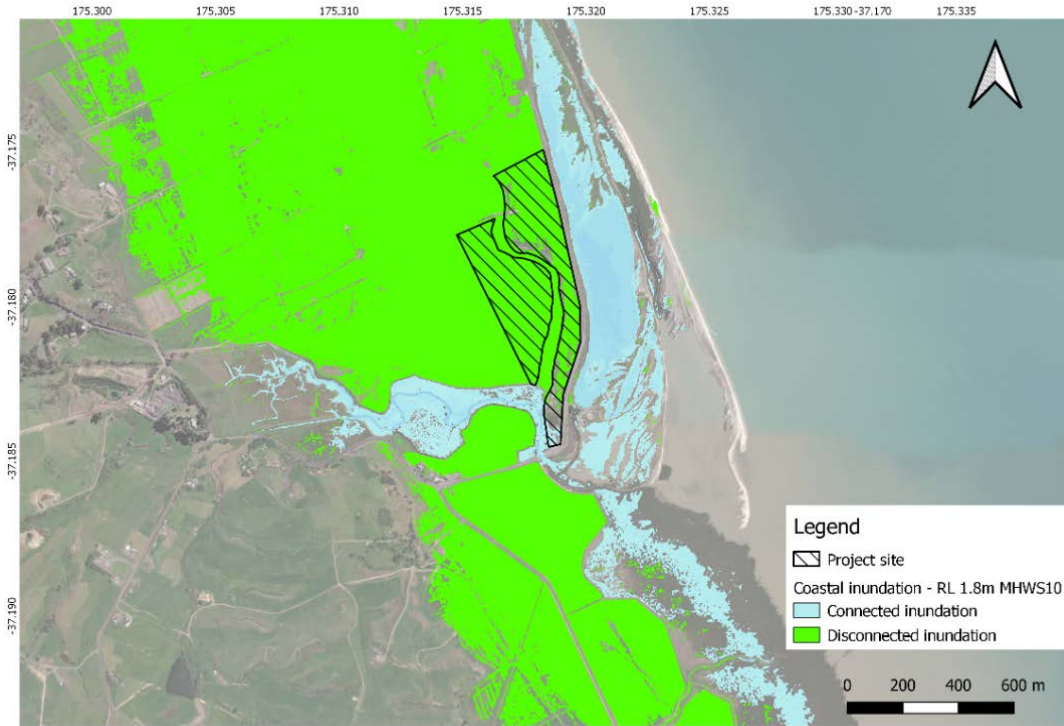 175.300 175.305 175.310 175.315 175.320 175.325 175.330 -37.170 175.335
-37.175
-37.180
-37.185
-37.190
Legend
Project site
Coastal inundation - RL 1.8m MHWS10
Connected inundation
Disconnected inundation
0 200 400 600 m